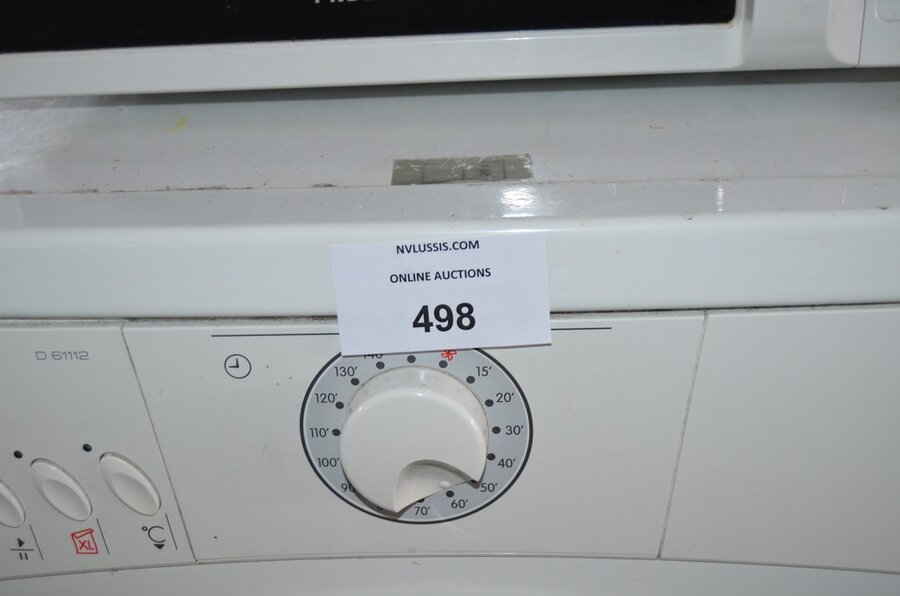 NVLUSSIS.COM
ONLINE AUCTIONS
498
D 61112
140
130'
15'
120'
20'
110'
30'
100'
40'
50'
60'
70'
XL
°C